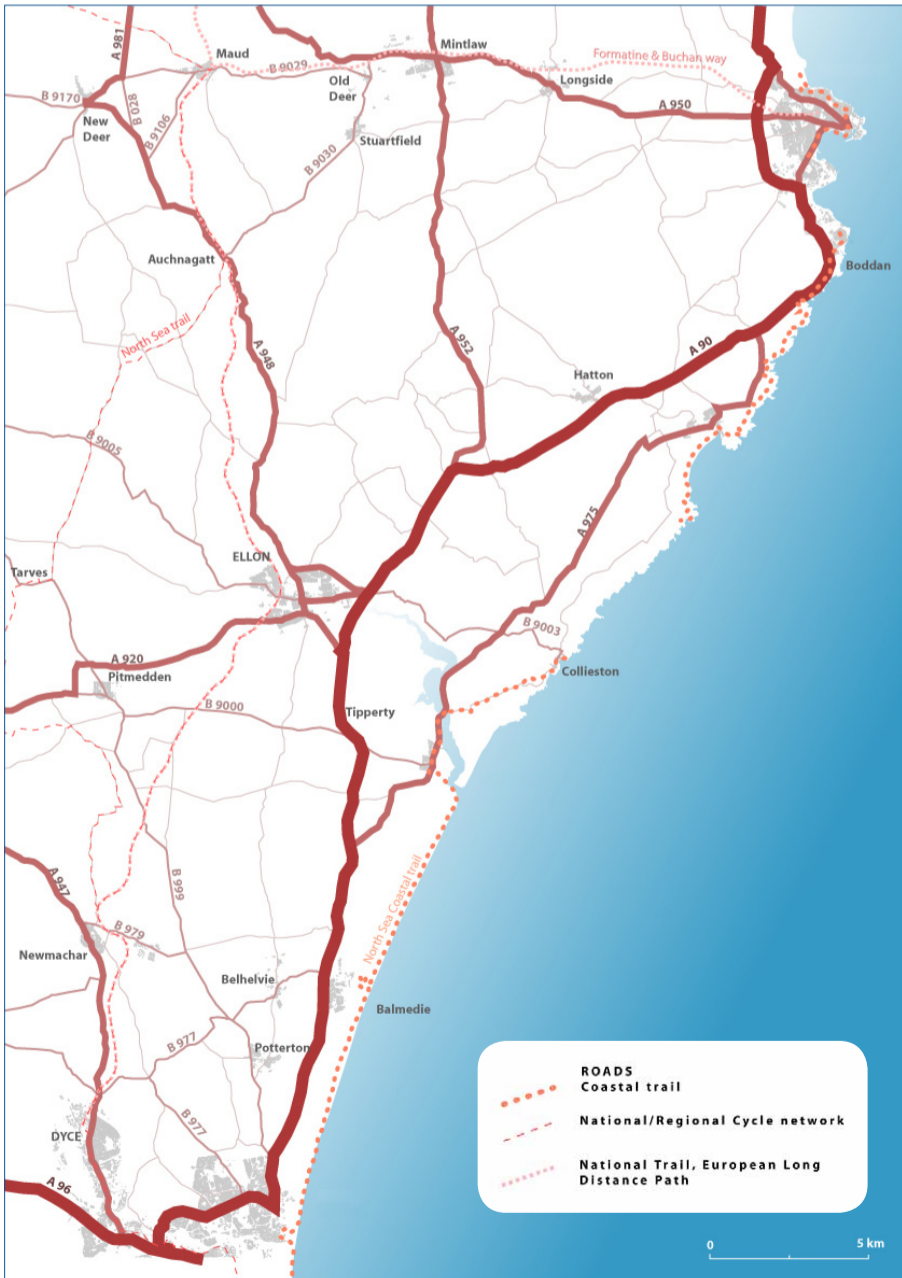 A 981
Maud
Mintlaw
Formatine & Buchan way
B 9029
Old
Deer
Longside
B 9170
B 028
A 950
New
Deer
B 9106
Stuartfield
B 9030
Auchnagatt
Boddan
North Sea trail
A 948
A 952
A 90
Hatton
B 9005
A 975
ELLON
Tarves
B 9003
A 920
Pitmedden
Collieston
B 9000
Tipperty
A 947
B 999
North Sea Coastal trail
B 979
Newmachar
Belhelvie
Balmedie
B 977
Potterton
B 977
DYCE
A 96
ROADS
Coastal trail
National/Regional Cycle network
National Trail, European Long
Distance Path
0
5 km